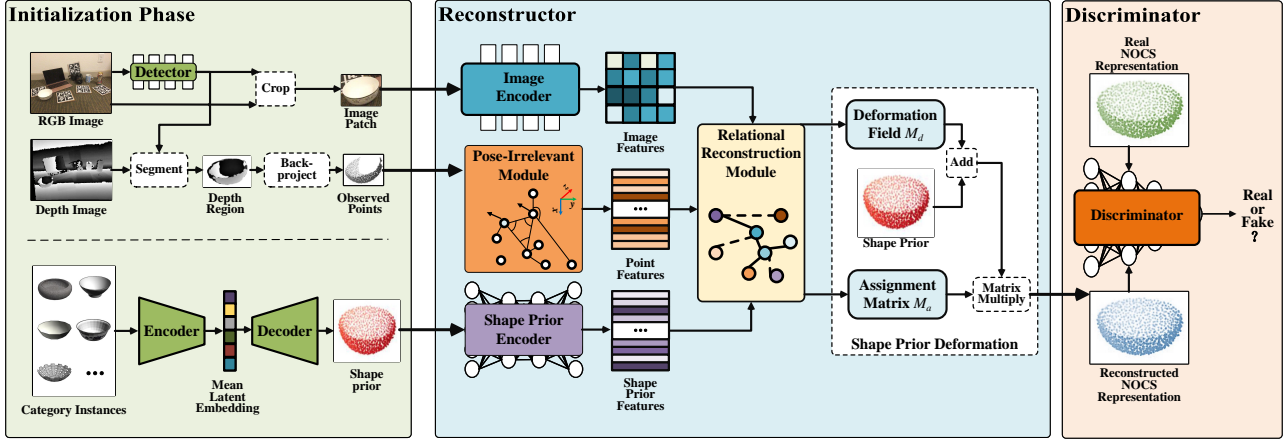 Initialization Phase
Detector
Crop
RGB Image
Image
Patch
Segment
Back-
project
Depth Image
Depth
Region
Observed
Points
Encoder
Decoder
Category Instances
Mean
Latent
Embedding
Shape
prior
Reconstructor
Image
Encoder
Image
Features
Pose-Irrelevant
Module
x
y
z
...
Point
Features
Shape Prior
Encoder
...
Shape
Prior
Features
Relational
Reconstruction
Module
Deformation
Field M_d
Add
Shape Prior
Assignment
Matrix M_a
Matrix
Multiply
Shape Prior Deformation
Discriminator
Real
NOCS
Representation
Discriminator
Real
or
Fake
?
Reconstructed
NOCS
Representation